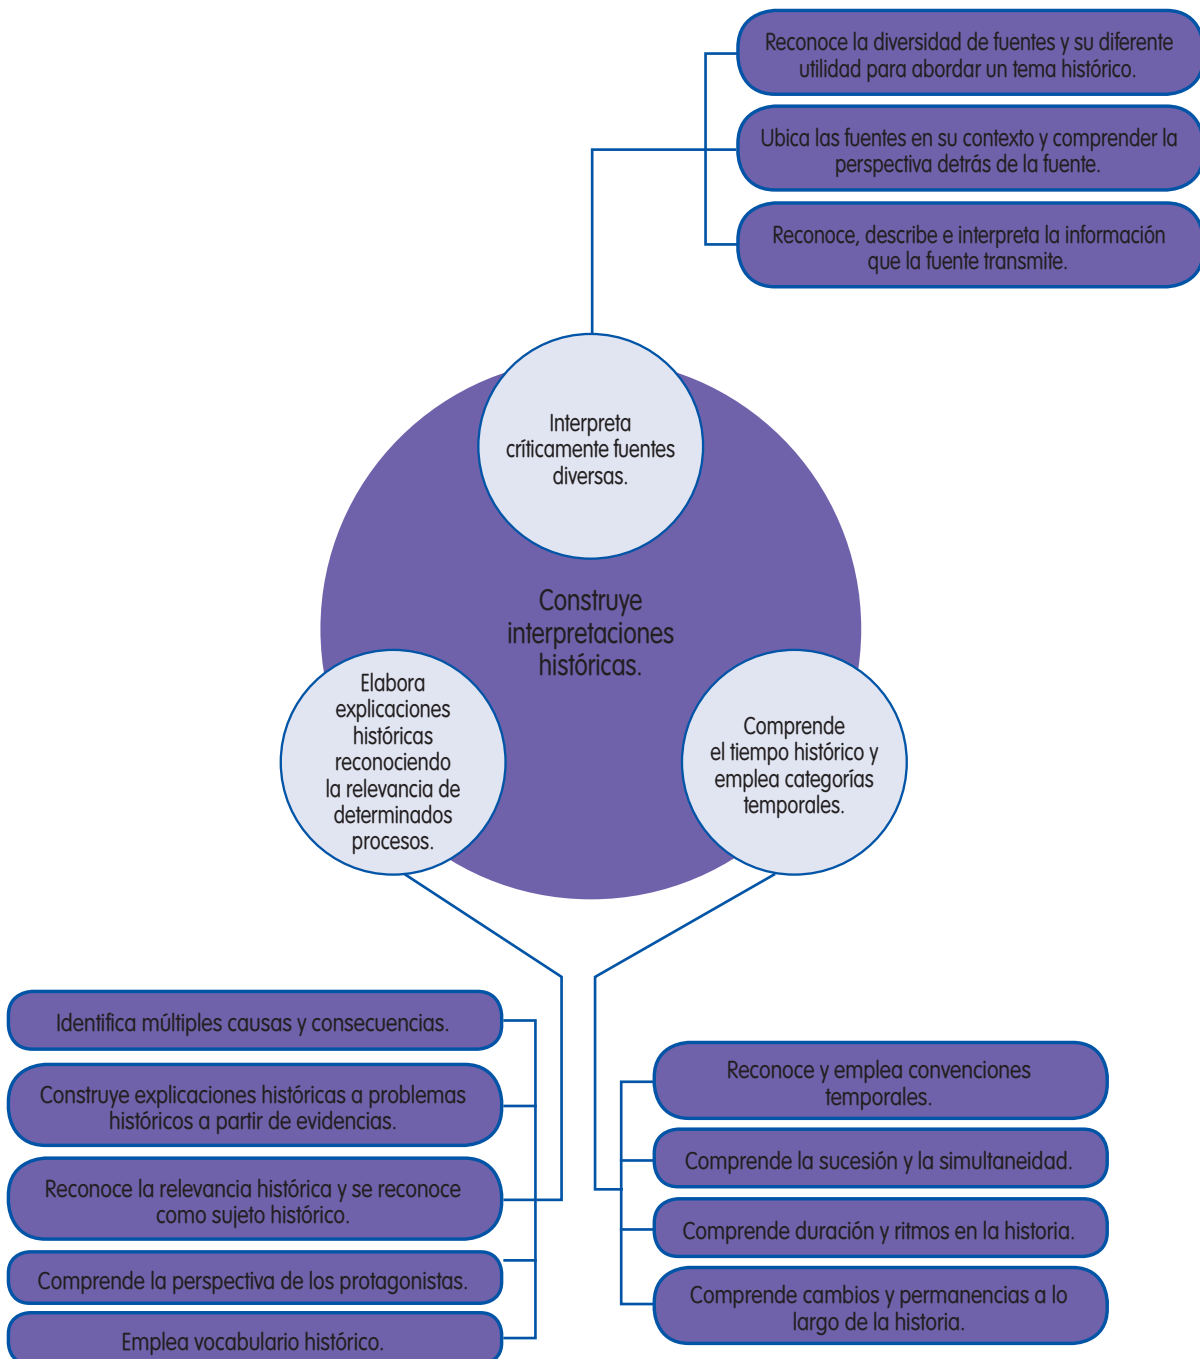 Reconoce la diversidad de fuentes y su diferente
utilidad para abordar un tema histórico.
Ubica las fuentes en su contexto y comprender la
perspectiva detrás de la fuente.
Reconoce, describe e interpreta la información
que la fuente transmite.
Interpreta
críticamente fuentes
diversas.
Construye
interpretaciones
históricas.
Elabora
explicaciones
históricas
reconociendo
la relevancia de
determinados
procesos.
Comprende
el tiempo histórico y
emplea categorías
temporales.
Identifica múltiples causas y consecuencias.
Construye explicaciones históricas a problemas
históricos a partir de evidencias.
Reconoce la relevancia histórica y se reconoce
como sujeto histórico.
Comprende la perspectiva de los protagonistas.
Emplea vocabulario histórico.
Reconoce y emplea convenciones
temporales.
Comprende la sucesión y la simultaneidad.
Comprende duración y ritmos en la historia.
Comprende cambios y permanencias a lo
largo de la historia.